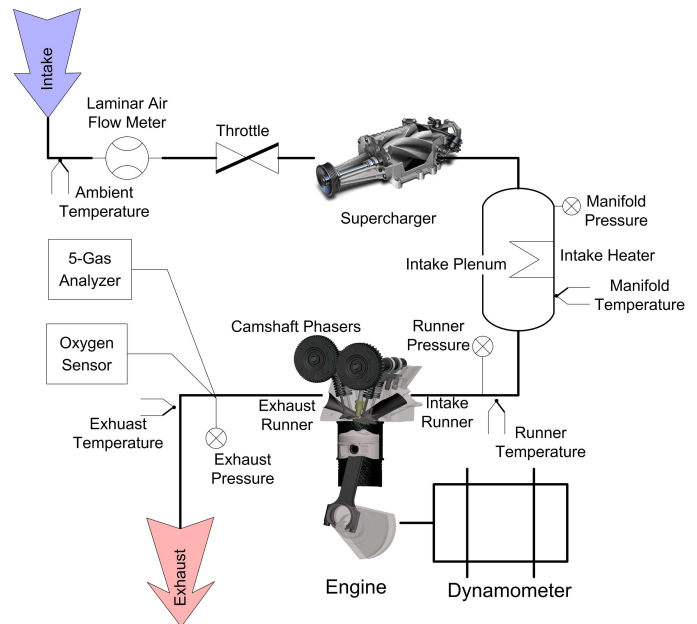 Intake
Laminar Air
Flow Meter
Throttle
Ambient
Temperature
Supercharger
Manifold
Pressure
Intake Plenum
Intake Heater
Manifold
Temperature
5-Gas
Analyzer
Oxygen
Sensor
Camshaft Phasers
Runner
Pressure
Exhaust
Runner
Intake
Runner
Exhuast
Temperature
Exhaust
Pressure
Runner
Temperature
Exhaust
Engine
Dynamometer